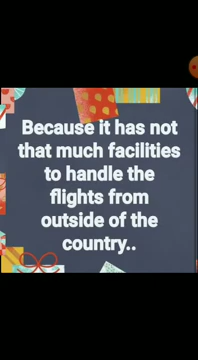 Because it has not
that much facilities
to handle the
flights from
outside of the
country..